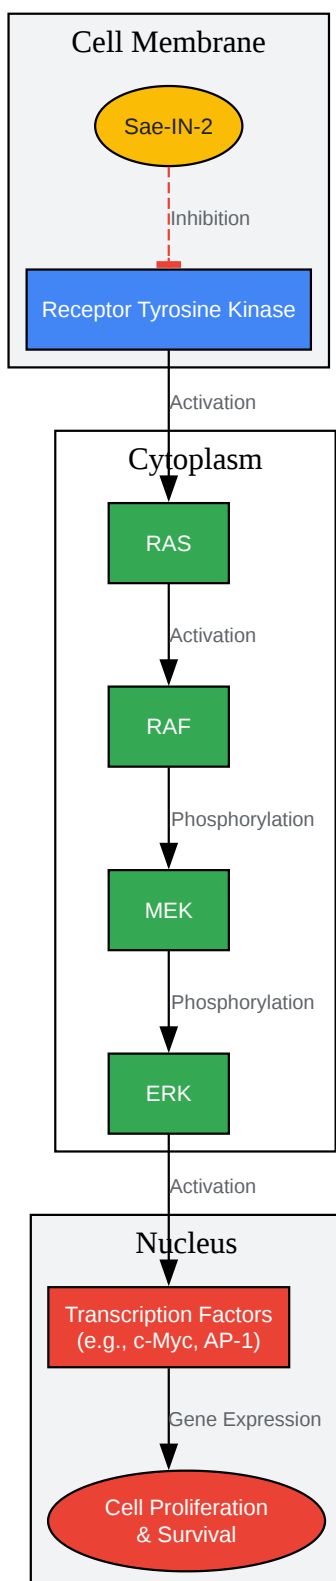 Cell Membrane
Sae-IN-2
Inhibition
Receptor Tyrosine Kinase
Activation
Cytoplasm
RAS
Activation
RAF
Phosphorylation
MEK
Phosphorylation
ERK
Activation
Nucleus
Transcription Factors
(e.g., c-Myc, AP-1)
Gene Expression
Cell Proliferation
& Survival